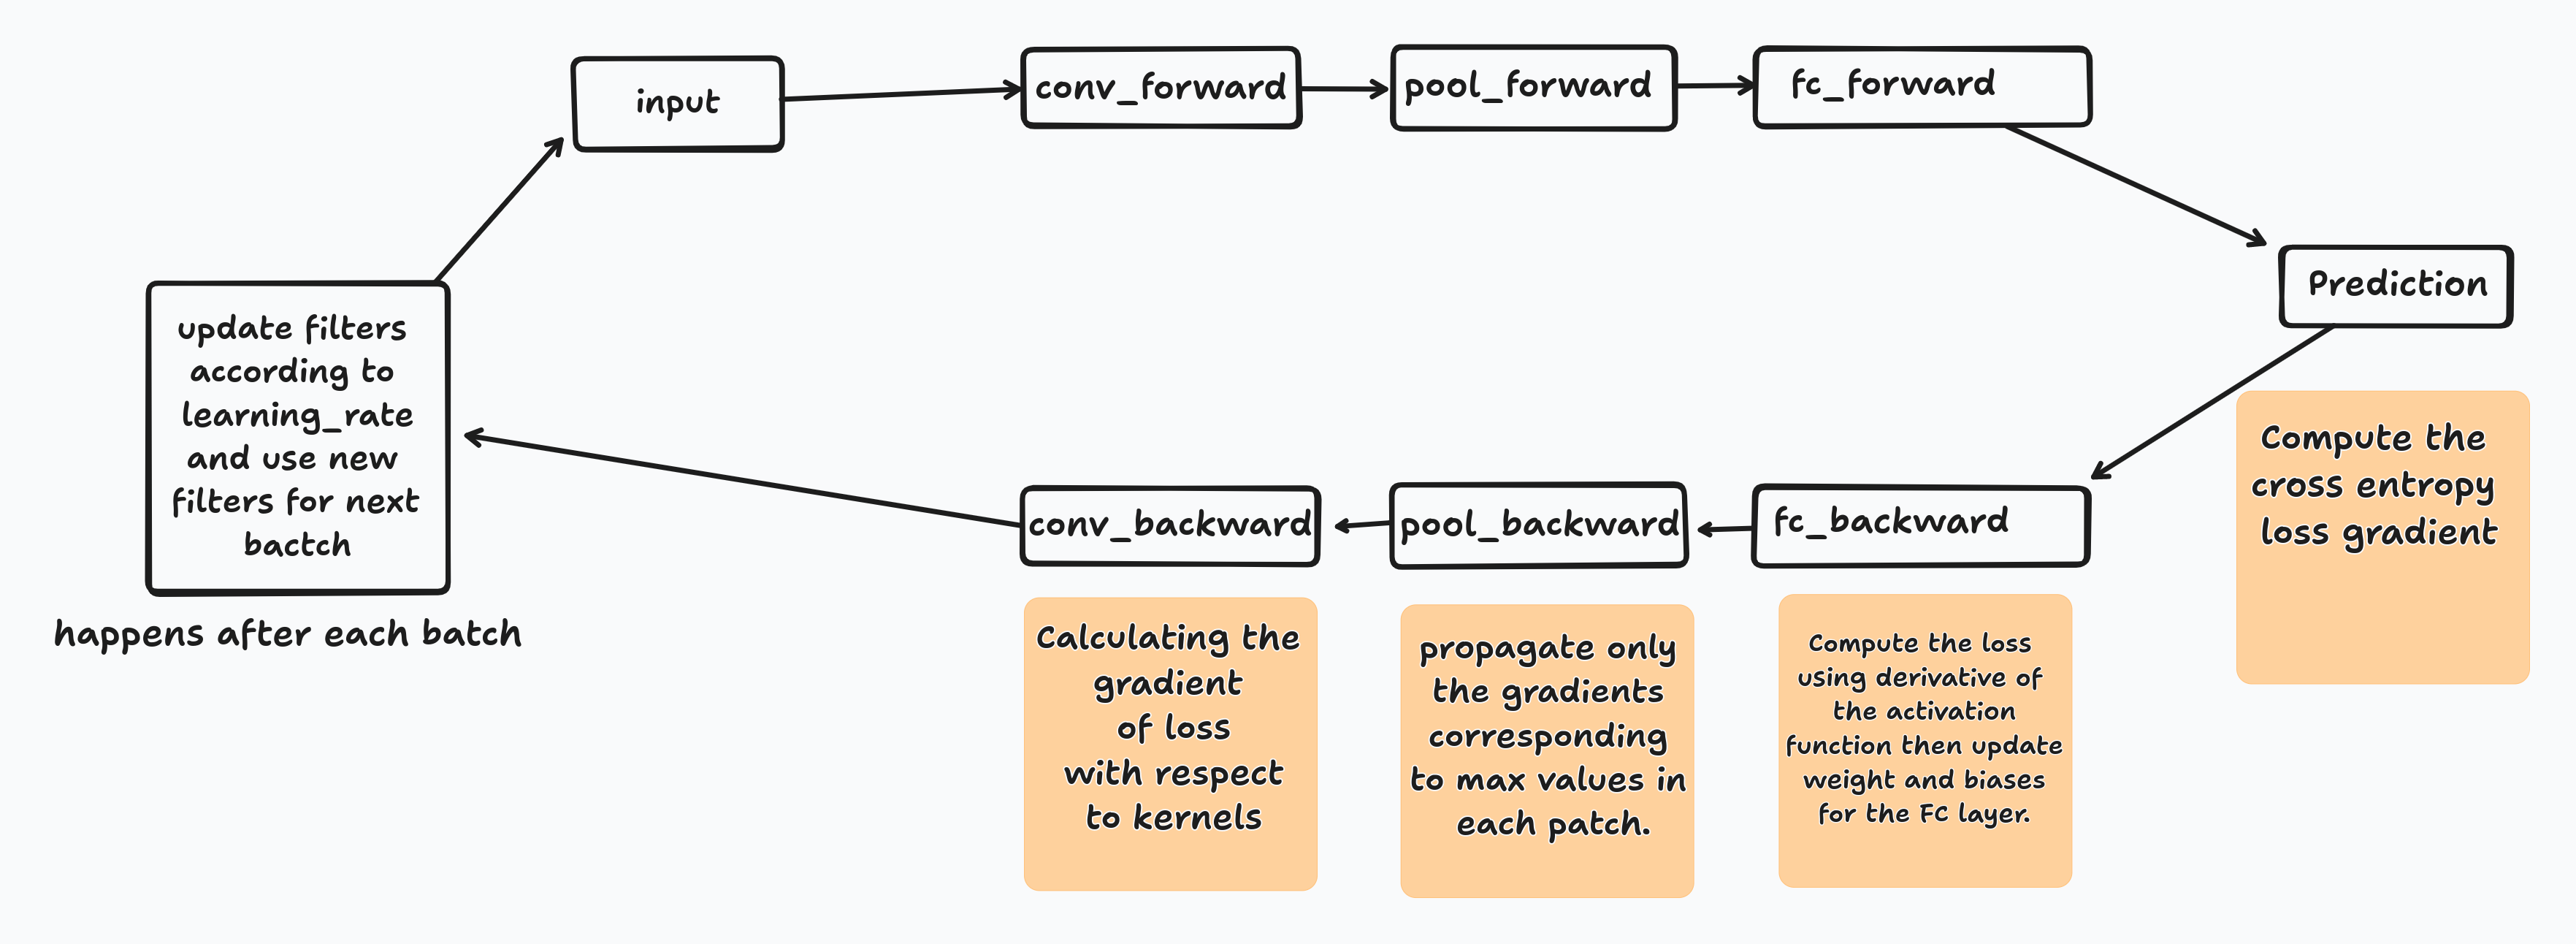 input
conv_forward
pool_forward
fc_forward
Prediction
update filters
according to
learning_rate
and use new
filters for next
bactch
happens after each batch
conv_backward
pool_backward
fc_backward
Compute the
cross entropy
loss gradient
Calculating the
gradient
of loss
with respect
to kernels
propagate only
the gradients
corresponding
to max values in
each patch.
Compute the loss
using derivative of
the activation
function then update
weight and biases
for the FC layer.